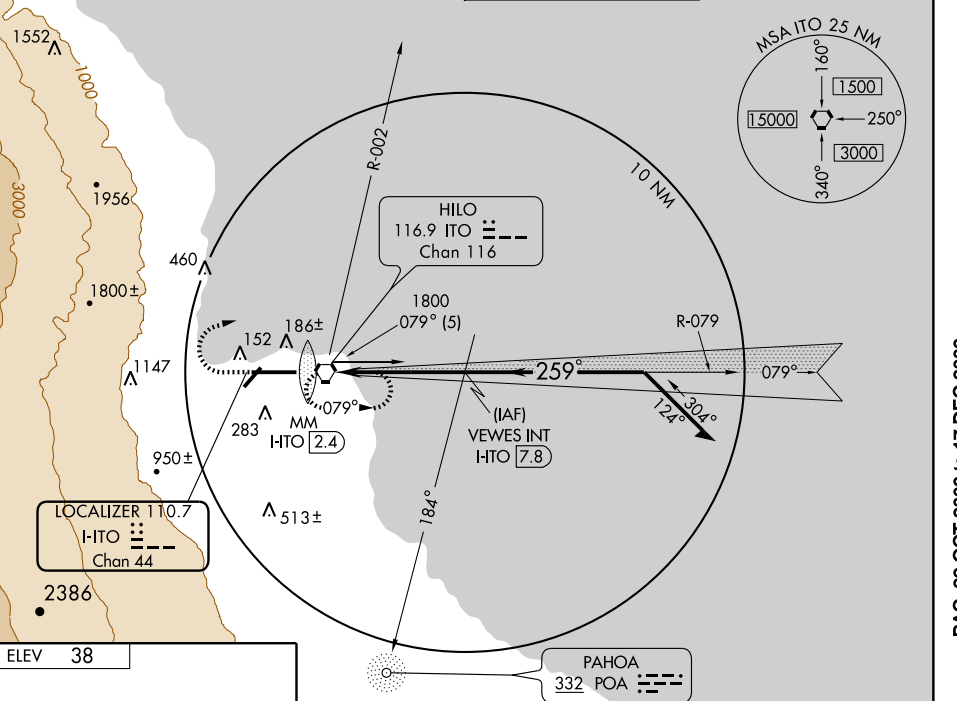 MSA ITO 25 NM
160°
1500
15000
250°
3000
340°
1552
1000
3000
1956
1800±
1147
950±
2386
460
152
186±
283
513±
R-002
10 NM
HILO
116.9 ITO
Chan 116
1800
079° (5)
R-079
259°
079°
079°
MM
I-ITO 2.4
(IAF)
VEWES INT
I-ITO 7.8
304°
124°
184°
LOCALIZER 110.7
I-ITO
Chan 44
PAHOA
332 POA
ELEV 38